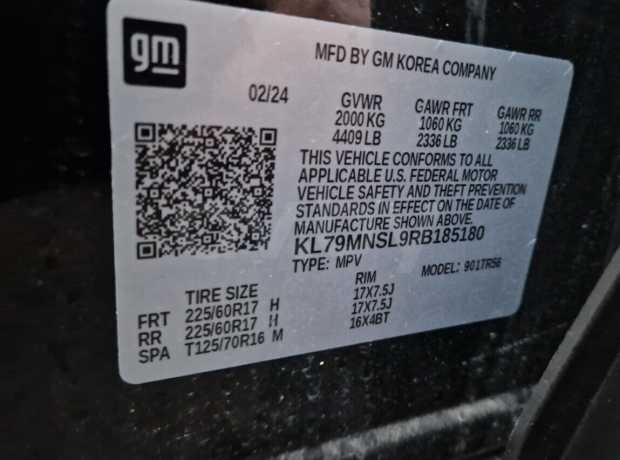 gm
MFD BY GM KOREA COMPANY
02/24
GVWR GAWR FRT GAWR RR
2000 KG 1060 KG 1060 KG
4409 LB 2336 LB 2336 LB
THIS VEHICLE CONFORMS TO ALL
APPLICABLE U.S. FEDERAL MOTOR
VEHICLE SAFETY AND THEFT PREVENTION
STANDARDS IN EFFECT ON THE DATE OF
MANUFACTURE SHOWN ABOVE.
KL79MNSL9RB185180
TYPE: MPV MODEL: 901TR56
TIRE SIZE RIM
FRT 225/60R17 H 17X7.5J
RR 225/60R17 H 17X7.5J
SPA T125/70R16 M 16X4BT